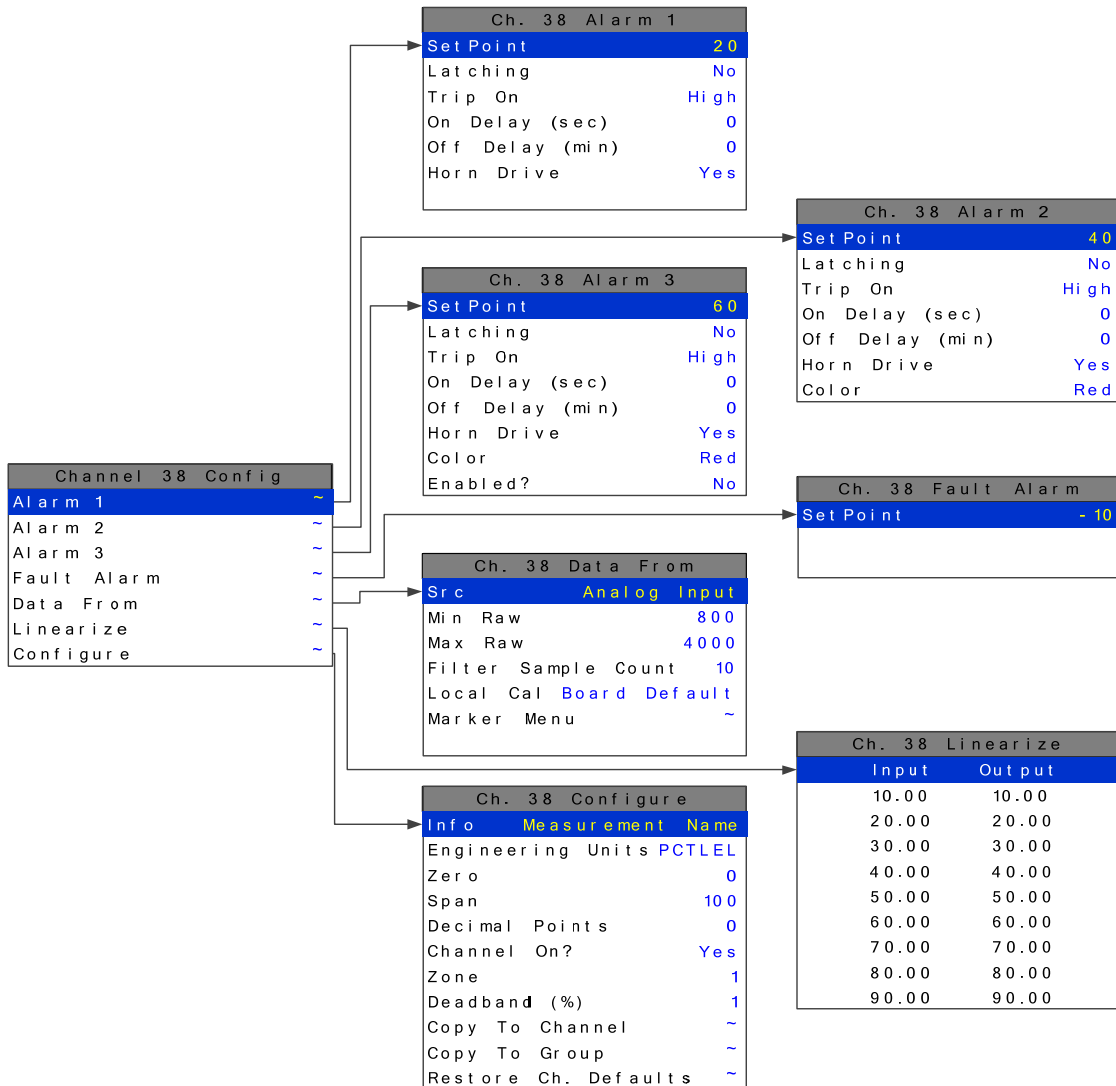 Ch. 38 Alarm 1
SetPoint 20
Latching No
Trip On High
On Delay (sec) 0
Off Delay (min) 0
Horn Drive Yes
Ch. 38 Alarm 2
SetPoint 40
Latching No
Trip On High
On Delay (sec) 0
Off Delay (min) 0
Horn Drive Yes
Color Red
Ch. 38 Alarm 3
SetPoint 60
Latching No
Trip On High
On Delay (sec) 0
Off Delay (min) 0
Horn Drive Yes
Color Red
Enabled? No
Channel 38 Config
Alarm 1 ~
Alarm 2 ~
Alarm 3 ~
Fault Alarm ~
Data From ~
Linearize ~
Configure ~
Ch. 38 Fault Alarm
SetPoint -10
Ch. 38 Data From
Src Analog Input
Min Raw 800
Max Raw 4000
Filter Sample Count 10
Local Cal Board Default
Marker Menu ~
Ch. 38 Linearize
Input Output
10.00 10.00
20.00 20.00
30.00 30.00
40.00 40.00
50.00 50.00
60.00 60.00
70.00 70.00
80.00 80.00
90.00 90.00
Ch. 38 Configure
Info Measurement Name
Engineering Units PCTLEL
Zero 0
Span 100
Decimal Points 0
Channel On? Yes
Zone 1
Deadband (%) 1
Copy To Channel ~
Copy To Group ~
Restore Ch. Defaults ~